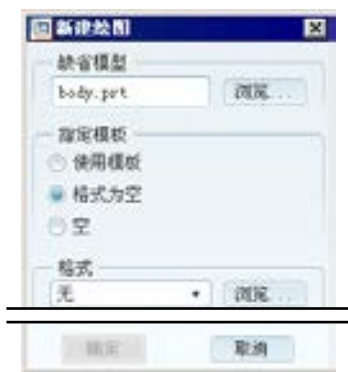 新建绘图
缺省模型
body.prt
浏览...
指定模板
使用模板
格式为空
空
格式
无
浏览...
确定
取消